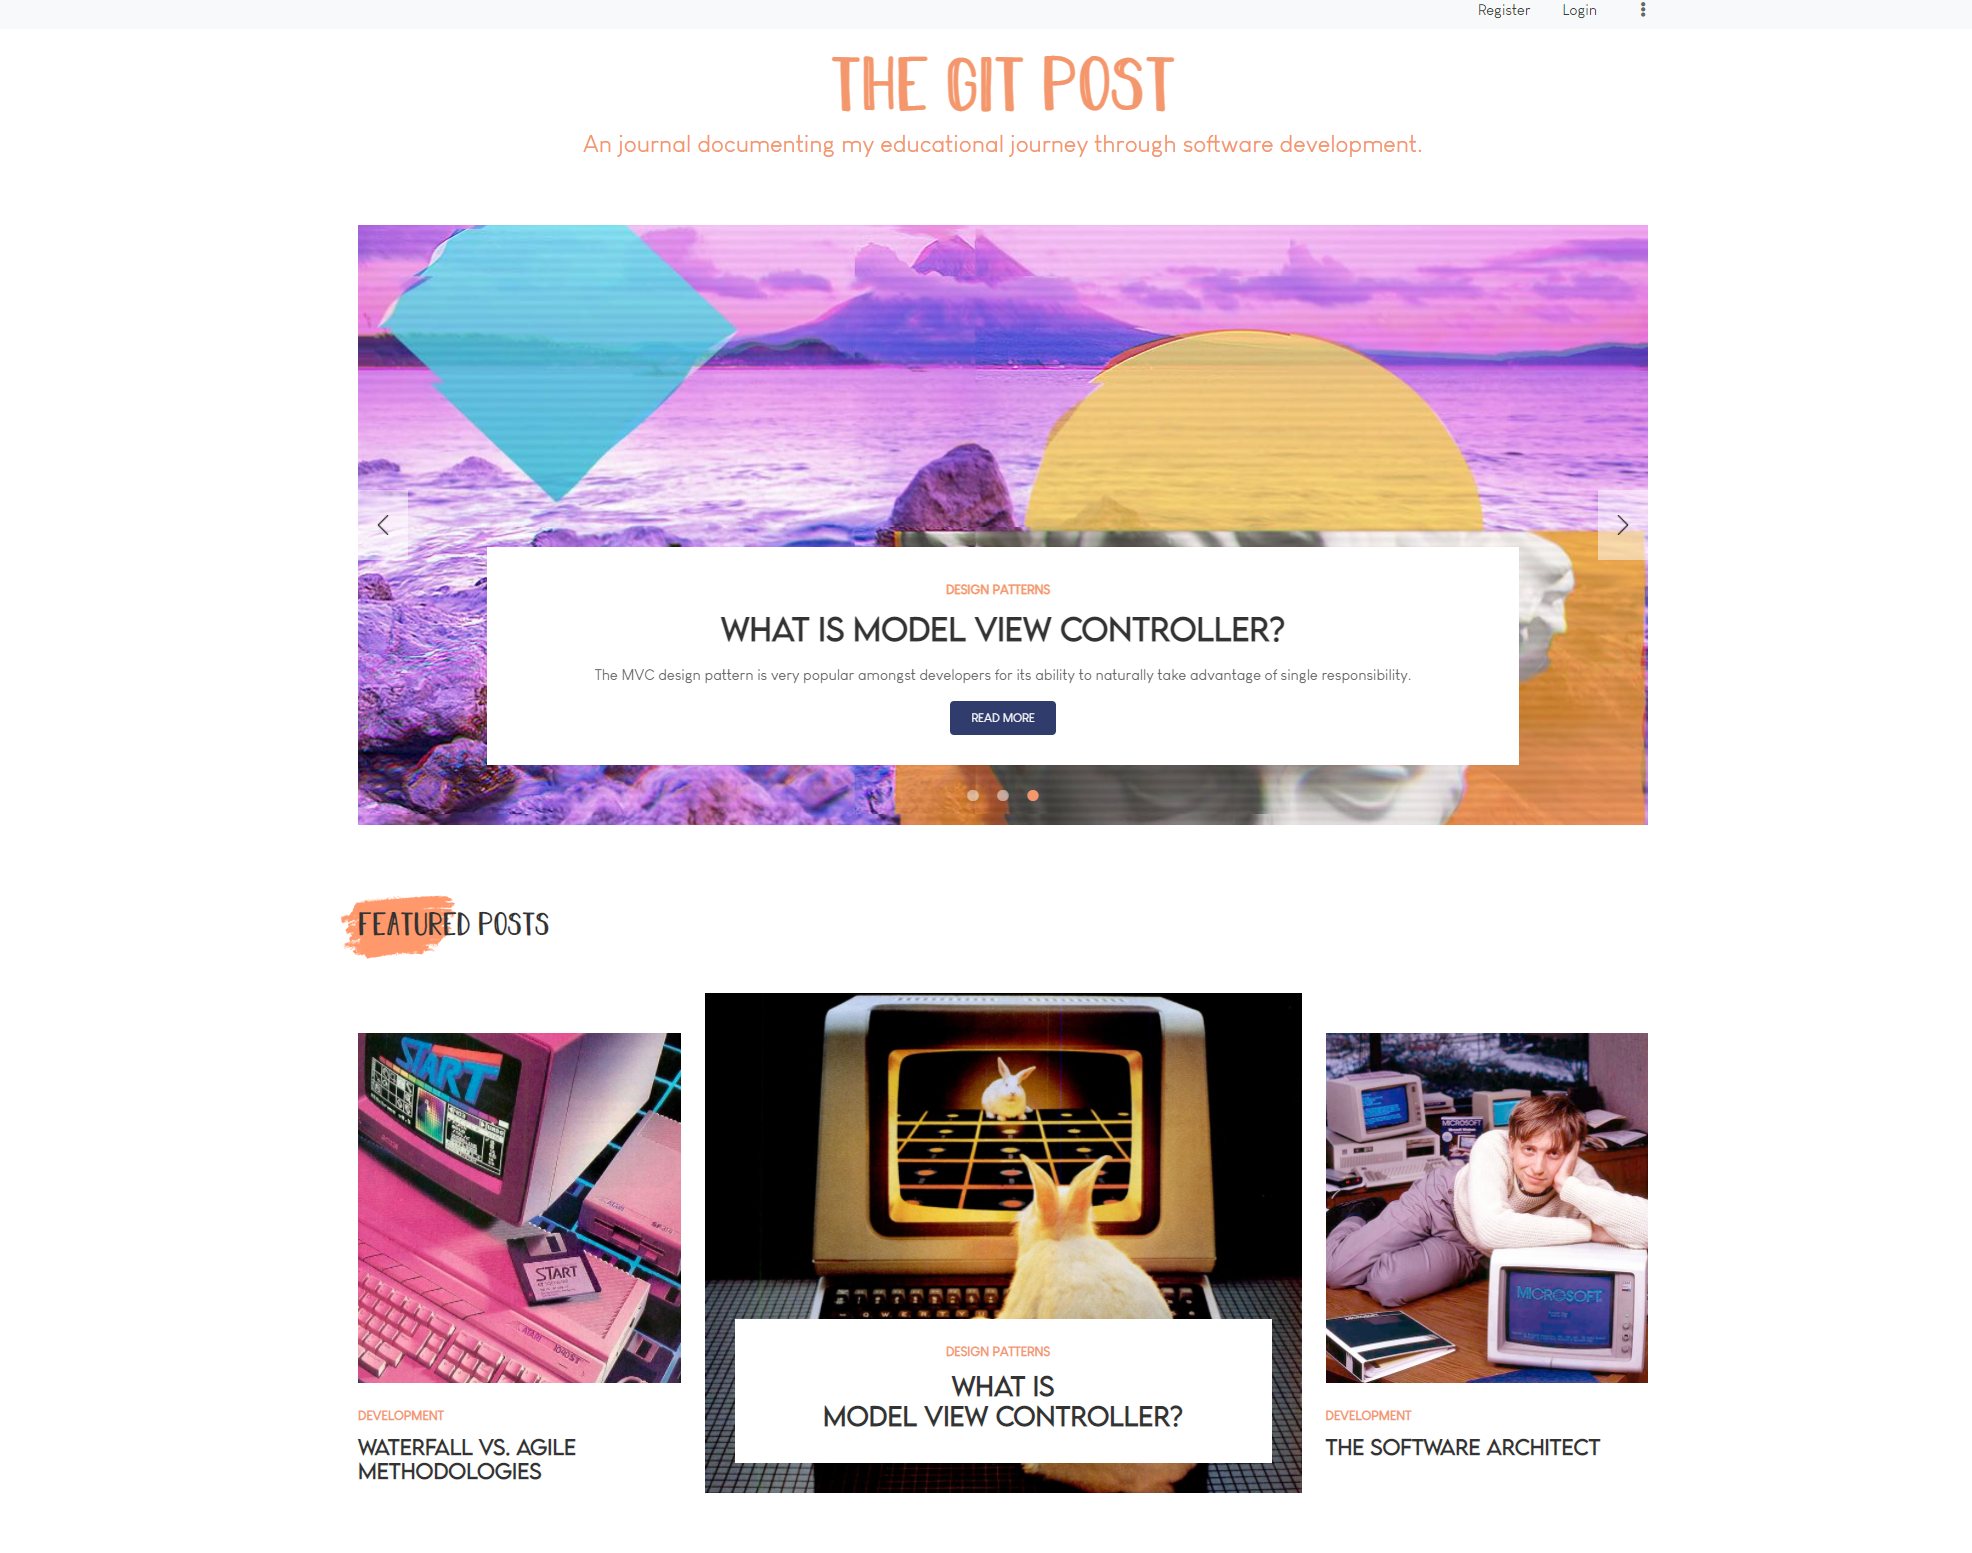 Register Login
THE GIT POST
An journal documenting my educational journey through software development.
DESIGN PATTERNS
WHAT IS MODEL VIEW CONTROLLER?
The MVC design pattern is very popular amongst developers for its ability to naturally take advantage of single responsibility.
READ MORE
FEATURED POSTS
START
START
ATARI
1040ST
DESIGN PATTERNS
WHAT IS
MODEL VIEW CONTROLLER?
MICROSOFT
MICROSOFT
DEVELOPMENT
WATERFALL VS. AGILE
METHODOLOGIES
DEVELOPMENT
THE SOFTWARE ARCHITECT